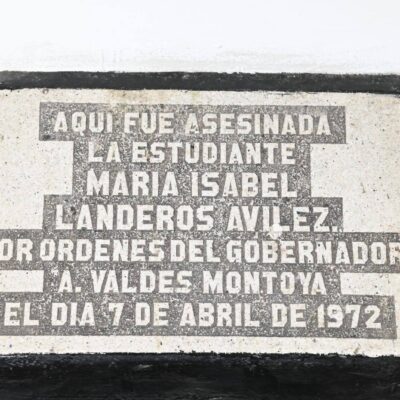 AQUI FUE ASESINADA
LA ESTUDIANTE
MARIA ISABEL
LANDEROS AVILEZ,
OR ORDENES DEL GOBERNADOR
A. VALDES MONTOYA
EL DIA 7 DE ABRIL DE 1972